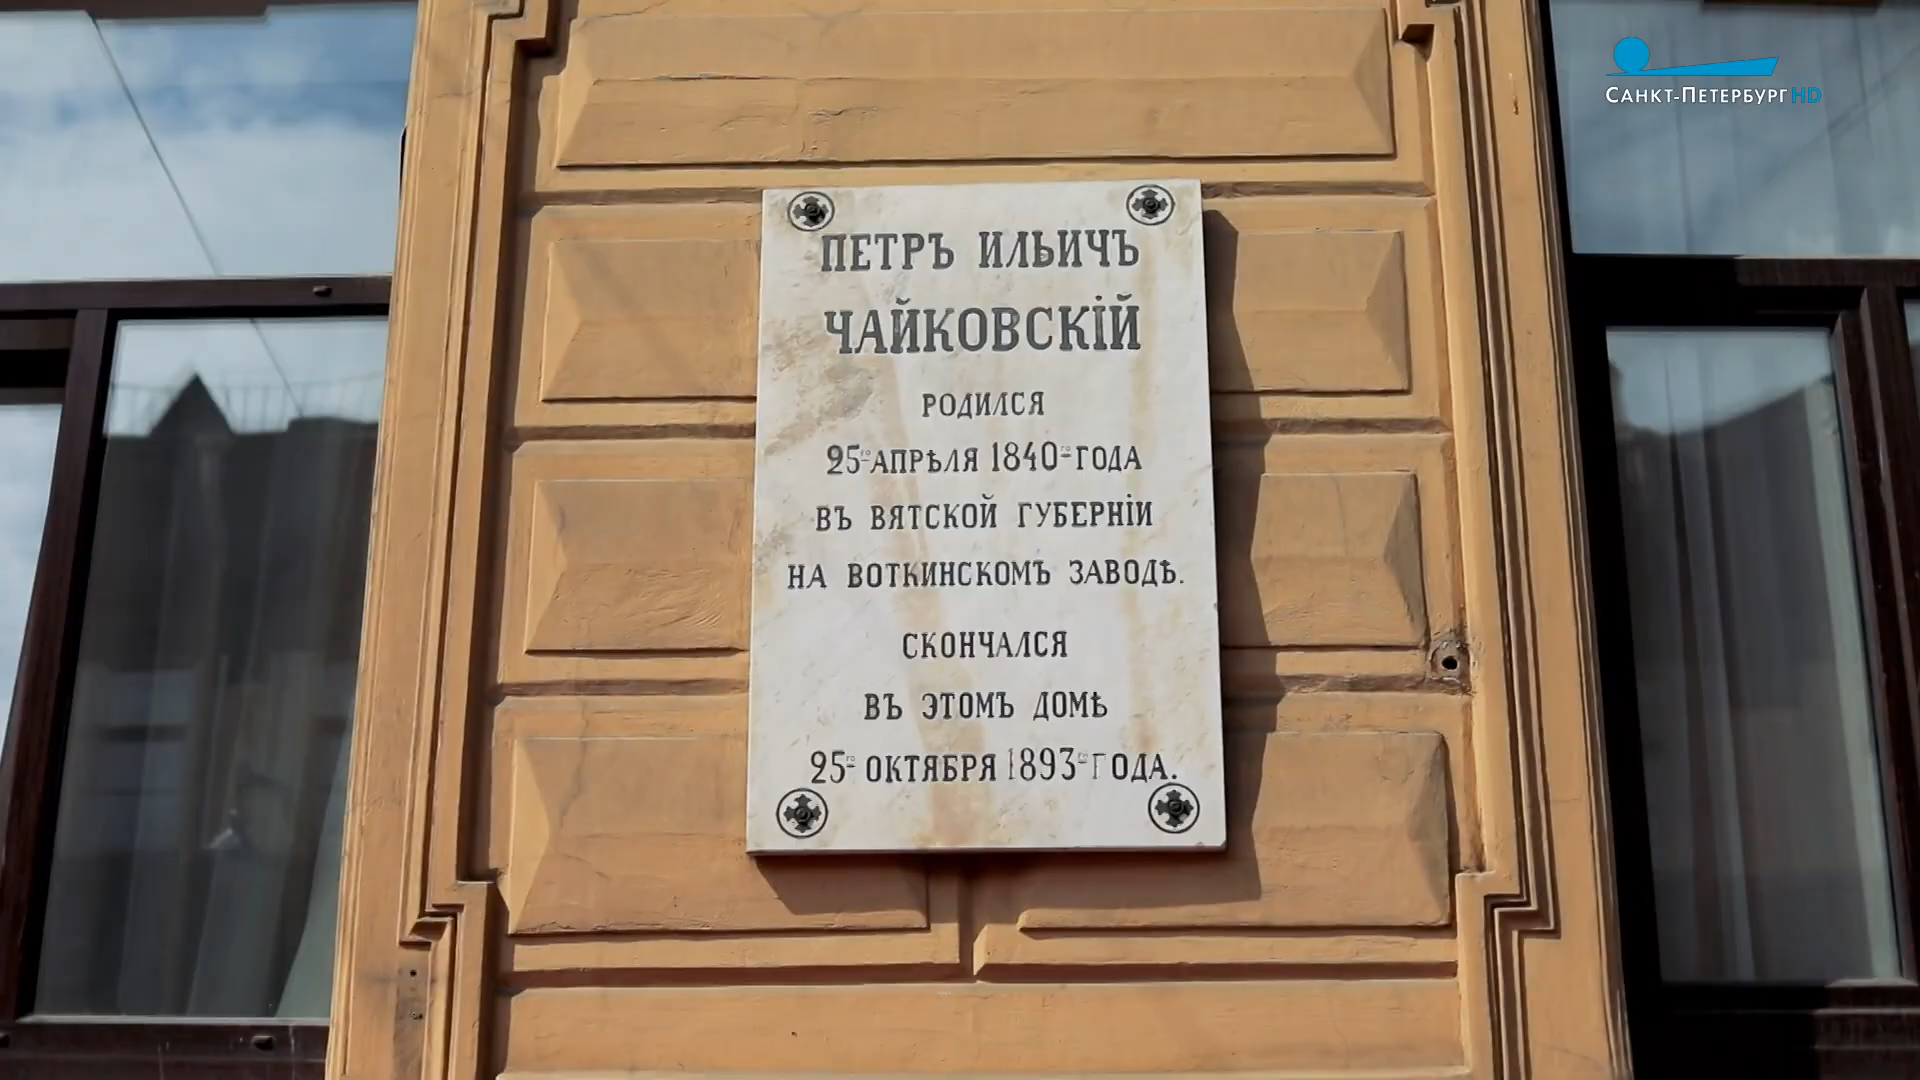 САНКТ-ПЕТЕРБУРГ HD
ПЕТРЪ ИЛЬИЧЪ
ЧАЙКОВСКІЙ
РОДИЛСЯ
25го АПРѢЛЯ 1840го ГОДА
ВЪ ВЯТСКОЙ ГУБЕРНІИ
НА ВОТКИНСКОМЪ ЗАВОДѢ.
СКОНЧАЛСЯ
ВЪ ЭТОМЪ ДОМѢ
25го ОКТЯБРЯ 1893го ГОДА.